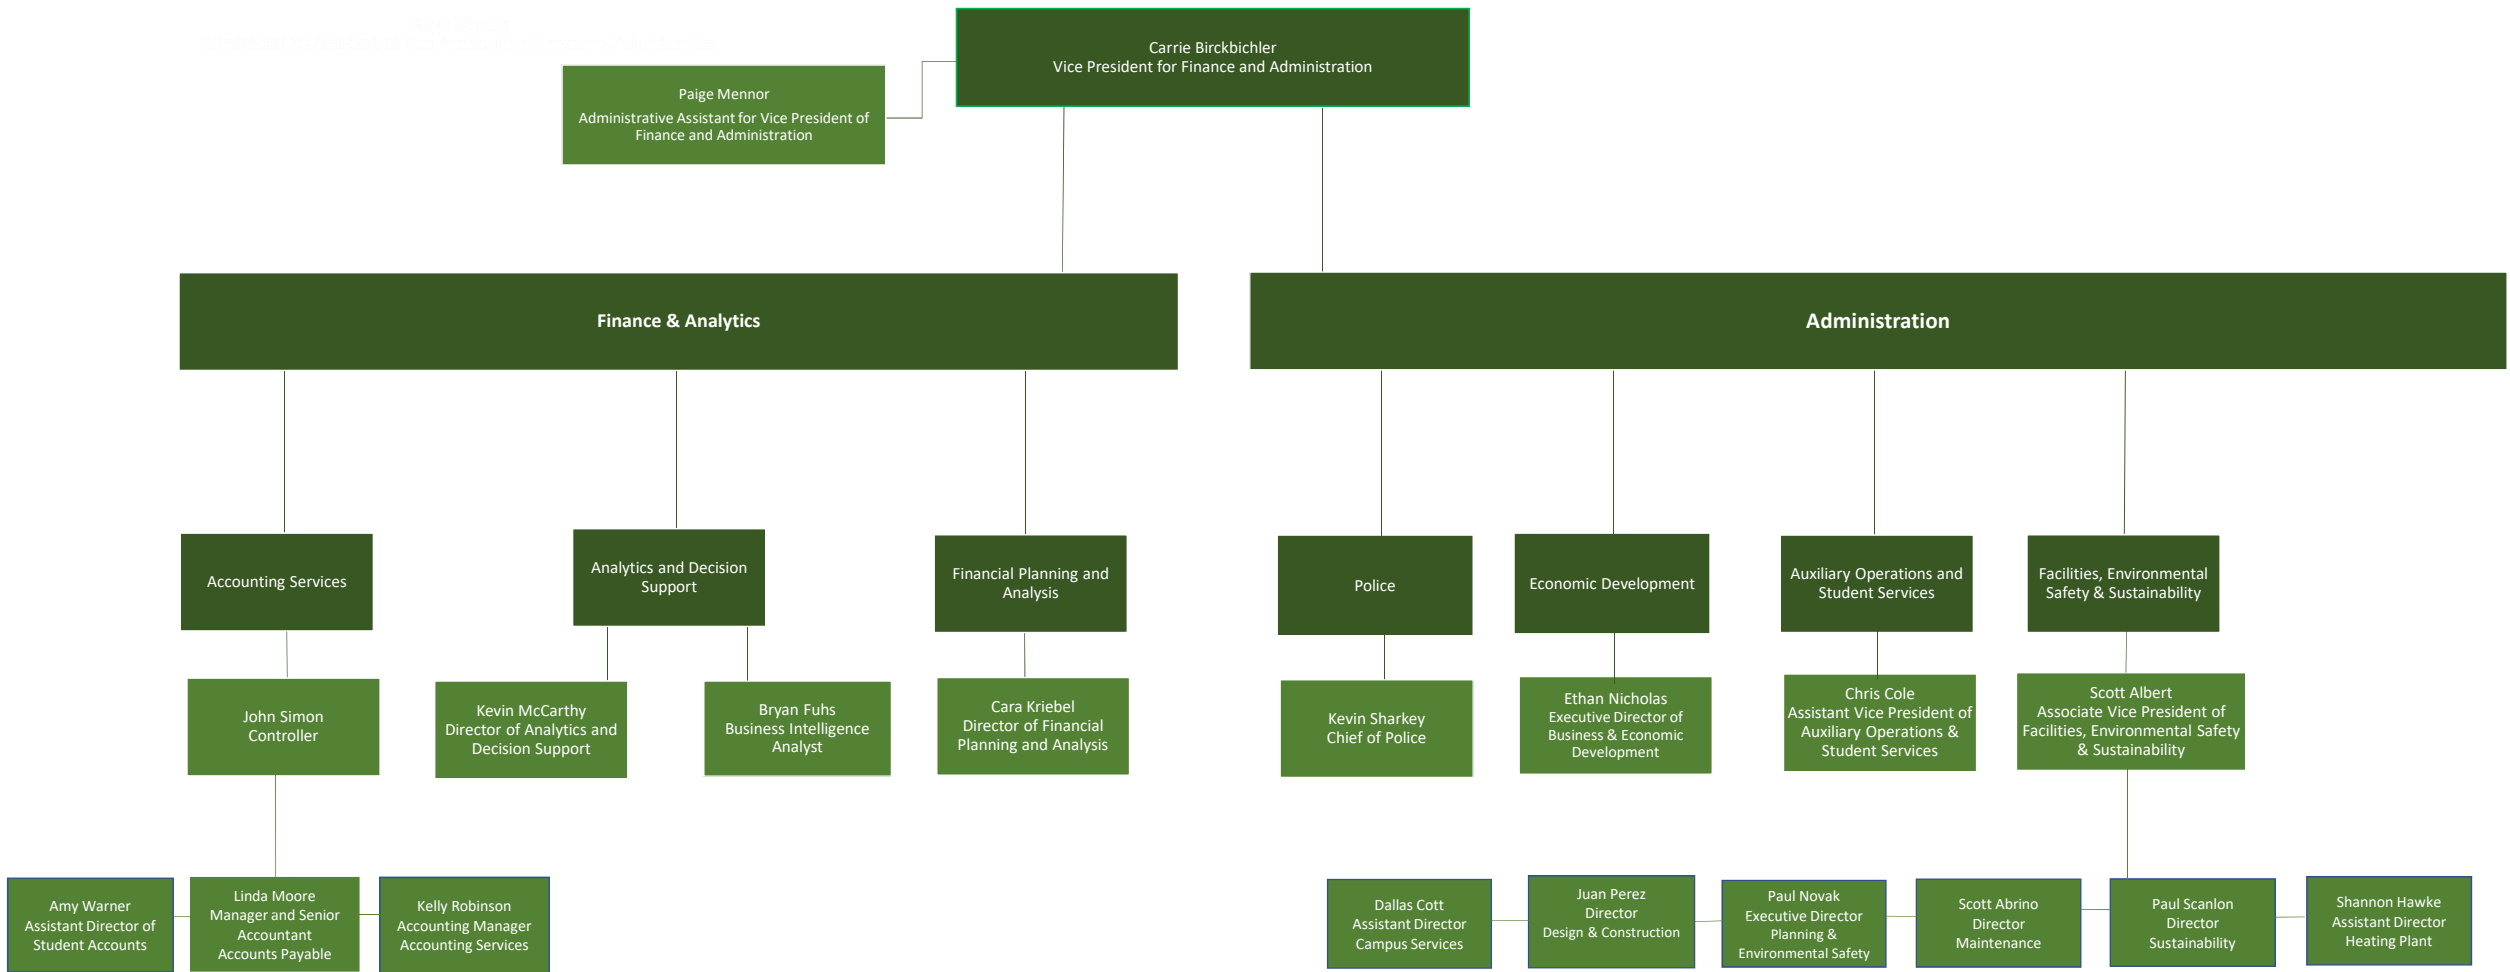 Carrie Birckbichler
Vice President for Finance and Administration
Paige Mennor
Administrative Assistant for Vice President of
Finance and Administration
Finance & Analytics
Administration
Accounting Services
Analytics and Decision
Support
Financial Planning and
Analysis
Police
Economic Development
Auxiliary Operations and
Student Services
Facilities, Environmental
Safety & Sustainability
John Simon
Controller
Kevin McCarthy
Director of Analytics and
Decision Support
Bryan Fuhs
Business Intelligence
Analyst
Cara Kriebel
Director of Financial
Planning and Analysis
Kevin Sharkey
Chief of Police
Ethan Nicholas
Executive Director of
Business & Economic
Development
Chris Cole
Assistant Vice President of
Auxiliary Operations &
Student Services
Scott Albert
Associate Vice President of
Facilities, Environmental Safety
& Sustainability
Amy Warner
Assistant Director of
Student Accounts
Linda Moore
Manager and Senior
Accountant
Accounts Payable
Kelly Robinson
Accounting Manager
Accounting Services
Dallas Cott
Assistant Director
Campus Services
Juan Perez
Director
Design & Construction
Paul Novak
Executive Director
Planning &
Environmental Safety
Scott Abrino
Director
Maintenance
Paul Scanlon
Director
Sustainability
Shannon Hawke
Assistant Director
Heating Plant